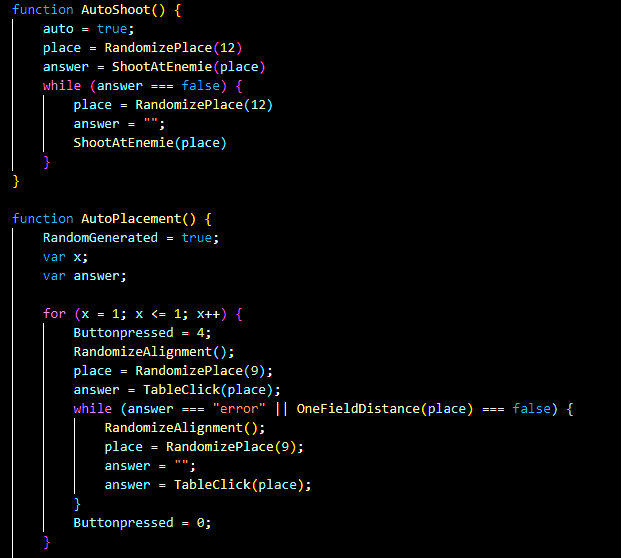 function AutoShoot() {
    auto = true;
    place = RandomizePlace(12)
    answer = ShootAtEnemie(place)
    while (answer === false) {
        place = RandomizePlace(12)
        answer = "";
        ShootAtEnemie(place)
    }
}

function AutoPlacement() {
    RandomGenerated = true;
    var x;
    var answer;

    for (x = 1; x <= 1; x++) {
        Buttonpressed = 4;
        RandomizeAlignment();
        place = RandomizePlace(9);
        answer = TableClick(place);
        while (answer === "error" || OneFieldDistance(place) === false) {
            RandomizeAlignment();
            place = RandomizePlace(9);
            answer = "";
            answer = TableClick(place);
        }
        Buttonpressed = 0;
    }